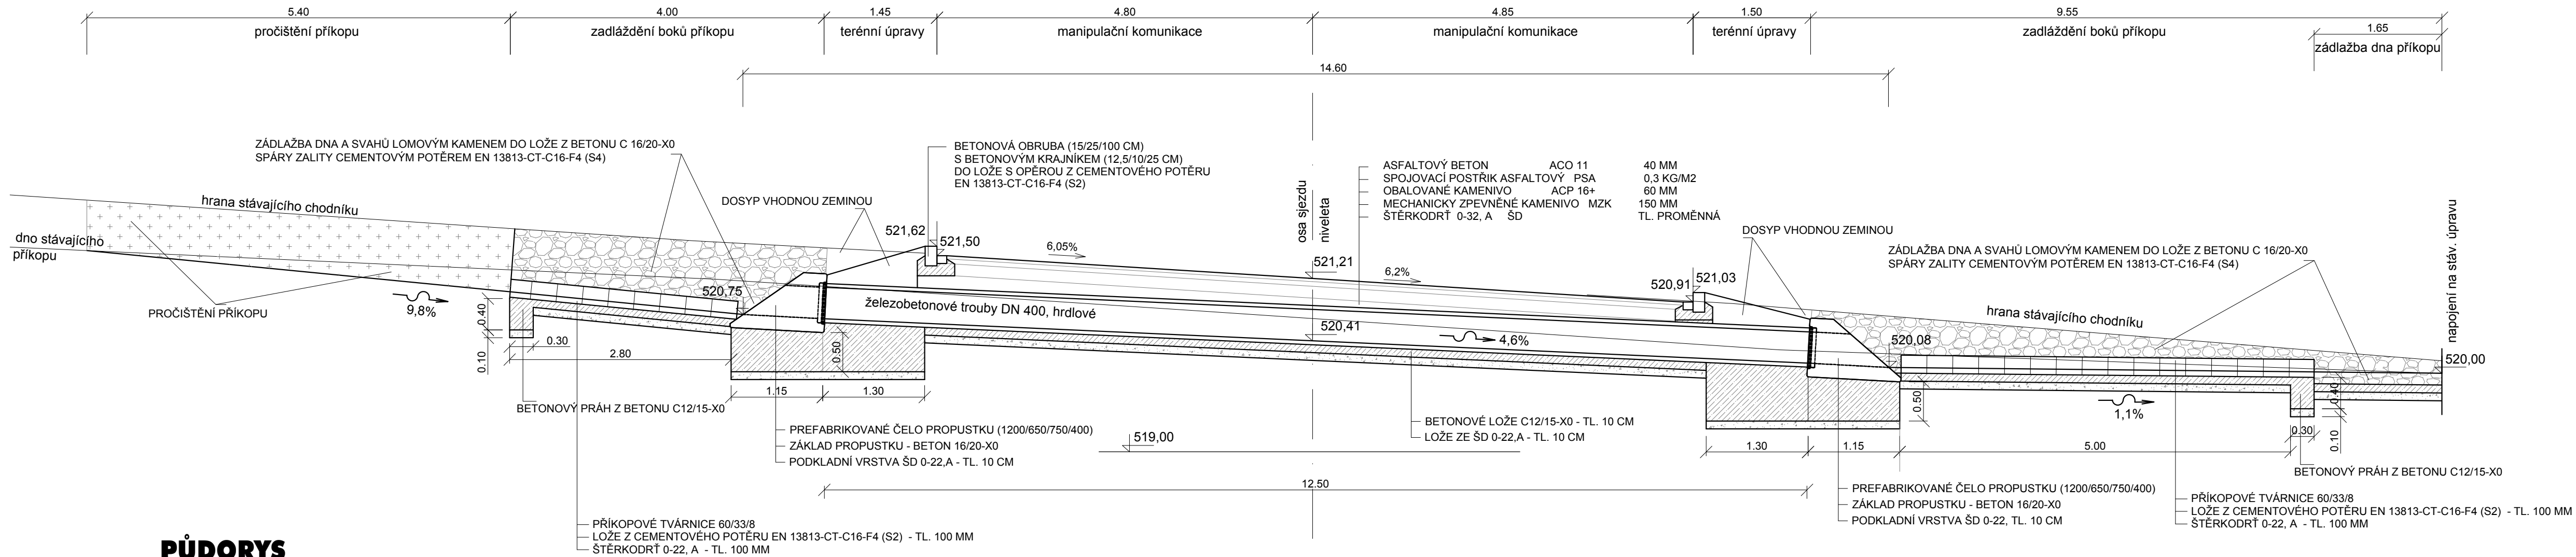 5.40 4.00 1.45 4.80 4.85 1.50 9.55
pročištění příkopu zadláždění boků příkopu terénní úpravy manipulační komunikace manipulační komunikace terénní úpravy zadláždění boků příkopu
1.65
zádlažba dna příkopu
14.60
ZÁDLAŽBA DNA A SVAHŮ LOMOVÝM KAMENEM DO LOŽE Z BETONU C 16/20-X0
SPÁRY ZALITY CEMENTOVÝM POTĚREM EN 13813-CT-C16-F4 (S4)
BETONOVÁ OBRUBA (15/25/100 CM)
S BETONOVÝM KRAJNÍKEM (12,5/10/25 CM)
DO LOŽE S OPĚROU Z CEMENTOVÉHO POTĚRU
EN 13813-CT-C16-F4 (S2)
ASFALTOVÝ BETON ACO 11 40 MM
SPOJOVACÍ POSTŘIK ASFALTOVÝ PSA 0,3 KG/M2
OBALOVANÉ KAMENIVO ACP 16+ 60 MM
MECHANICKY ZPEVNĚNÉ KAMENIVO MZK 150 MM
ŠTĚRKODRŤ 0-32, A ŠD TL. PROMĚNNÁ
osa sjezdu
niveleta
napojení na stáv. úpravu
hrana stávajícího chodníku
DOSYP VHODNOU ZEMINOU
DOSYP VHODNOU ZEMINOU
dno stávajícího
příkopu
521,62
521,50
6,05%
521,21
6,2%
520,91
521,03
ZÁDLAŽBA DNA A SVAHŮ LOMOVÝM KAMENEM DO LOŽE Z BETONU C 16/20-X0
SPÁRY ZALITY CEMENTOVÝM POTĚREM EN 13813-CT-C16-F4 (S4)
PROČIŠTĚNÍ PŘÍKOPU
9,8%
520,75
železobetonové trouby DN 400, hrdlové
520,41
4,6%
hrana stávajícího chodníku
520,08
520,00
0.40
0.10
0.30
2.80
0.50
1.15
1.30
BETONOVÝ PRÁH Z BETONU C12/15-X0
PREFABRIKOVANÉ ČELO PROPUSTKU (1200/650/750/400)
ZÁKLAD PROPUSTKU - BETON 16/20-X0
PODKLADNÍ VRSTVA ŠD 0-22,A - TL. 10 CM
519,00
BETONOVÉ LOŽE C12/15-X0 - TL. 10 CM
LOŽE ZE ŠD 0-22,A - TL. 10 CM
0.50
1,1%
0.40
0.30
0.10
1.30
1.15
5.00
BETONOVÝ PRÁH Z BETONU C12/15-X0
12.50
PREFABRIKOVANÉ ČELO PROPUSTKU (1200/650/750/400)
ZÁKLAD PROPUSTKU - BETON 16/20-X0
PODKLADNÍ VRSTVA ŠD 0-22, TL. 10 CM
PŘÍKOPOVÉ TVÁRNICE 60/33/8
LOŽE Z CEMENTOVÉHO POTĚRU EN 13813-CT-C16-F4 (S2) - TL. 100 MM
ŠTĚRKODRŤ 0-22, A - TL. 100 MM
PŘÍKOPOVÉ TVÁRNICE 60/33/8
LOŽE Z CEMENTOVÉHO POTĚRU EN 13813-CT-C16-F4 (S2) - TL. 100 MM
ŠTĚRKODRŤ 0-22, A - TL. 100 MM
PŮDORYS